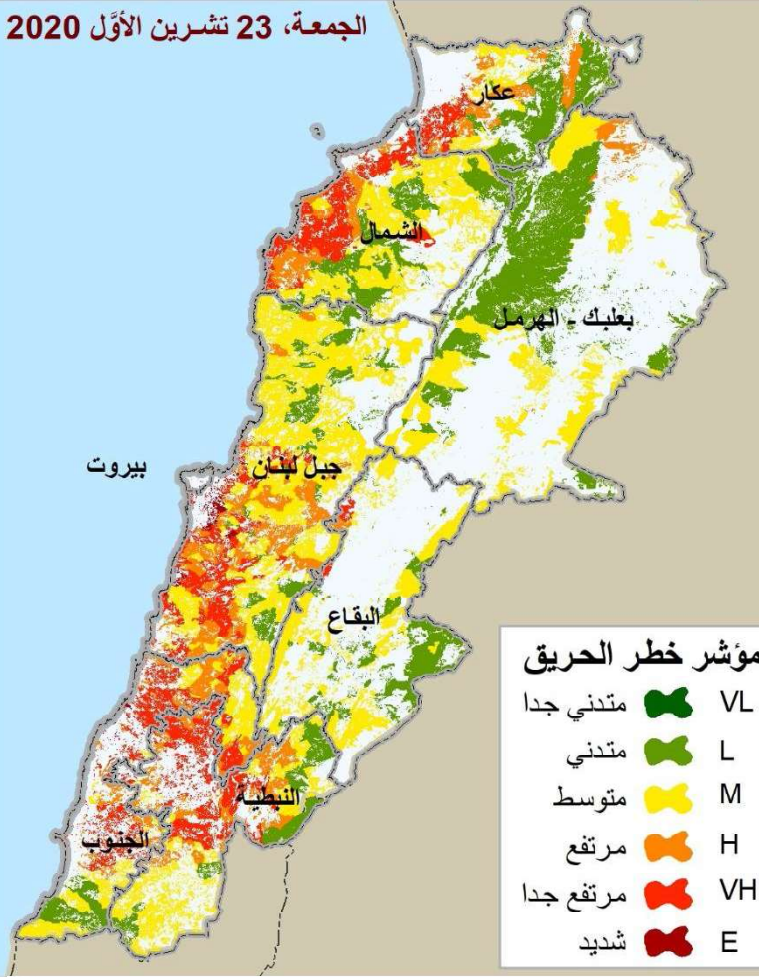 الجمعة، 23 تشرين الأوَّل 2020
عكار
الشمال
بعلبك - الهرمل
جبل لبنان
بيروت
البقاع
النبطية
الجنوب
مؤشر خطر الحريق
متدني جدا VL
متدني L
متوسط M
مرتفع H
مرتفع جدا VH
شديد E